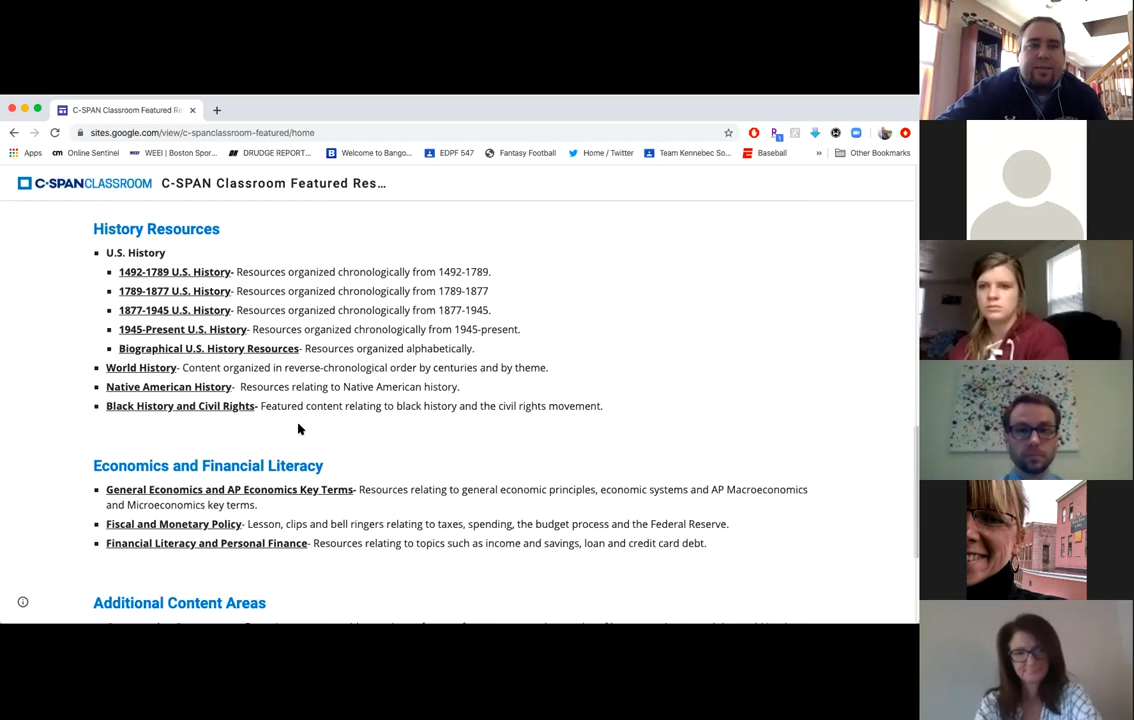 C-SPAN Classroom Featured Re
sites.google.com/view/c-spanclassroom-featured/home
Apps cm Online Sentinel WEEI | Boston Spor... DRUDGE REPORT... B Welcome to Bango... EDPF 547 Fantasy Football Home / Twitter Team Kennebec So... Baseball » Other Bookmarks
C-SPANCLASSROOM C-SPAN Classroom Featured Res...
History Resources
U.S. History
1492-1789 U.S. History- Resources organized chronologically from 1492-1789.
1789-1877 U.S. History- Resources organized chronologically from 1789-1877
1877-1945 U.S. History- Resources organized chronologically from 1877-1945.
1945-Present U.S. History- Resources organized chronologically from 1945-present.
Biographical U.S. History Resources- Resources organized alphabetically.
World History- Content organized in reverse-chronological order by centuries and by theme.
Native American History- Resources relating to Native American history.
Black History and Civil Rights- Featured content relating to black history and the civil rights movement.
Economics and Financial Literacy
General Economics and AP Economics Key Terms- Resources relating to general economic principles, economic systems and AP Macroeconomics
and Microeconomics key terms.
Fiscal and Monetary Policy- Lesson, clips and bell ringers relating to taxes, spending, the budget process and the Federal Reserve.
Financial Literacy and Personal Finance- Resources relating to topics such as income and savings, loan and credit card debt.
Additional Content Areas